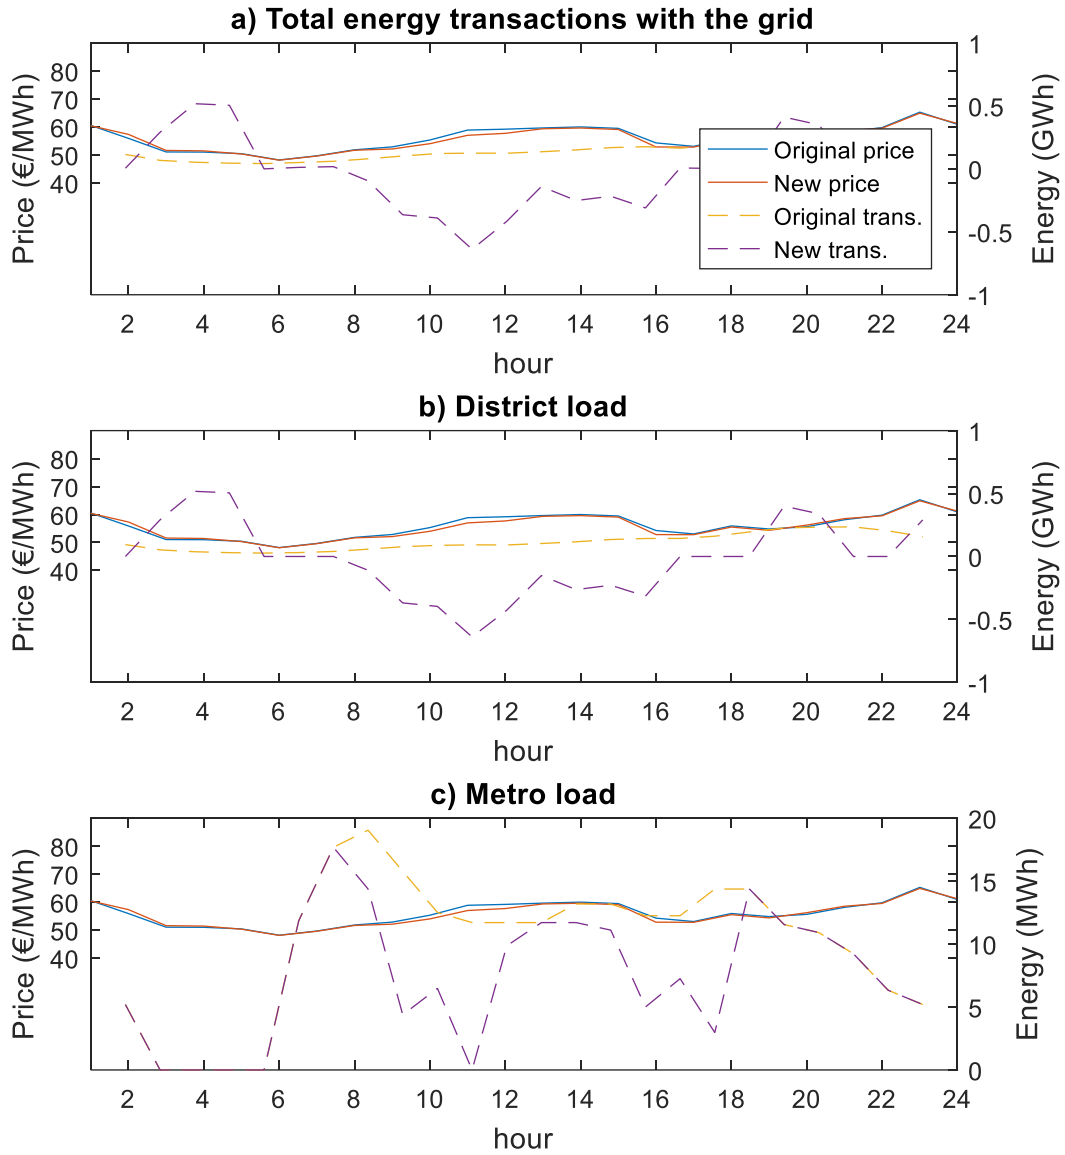 a) Total energy transactions with the grid
Price (€/MWh)
80
70
60
50
40
1
0.5
0
-0.5
-1
Energy (GWh)
Original price
New price
Original trans.
New trans.
2 4 6 8 10 12 14 16 18 20 22 24
hour
b) District load
Price (€/MWh)
80
70
60
50
40
1
0.5
0
-0.5
-1
Energy (GWh)
2 4 6 8 10 12 14 16 18 20 22 24
hour
c) Metro load
Price (€/MWh)
80
70
60
50
40
20
15
10
5
0
Energy (MWh)
2 4 6 8 10 12 14 16 18 20 22 24
hour